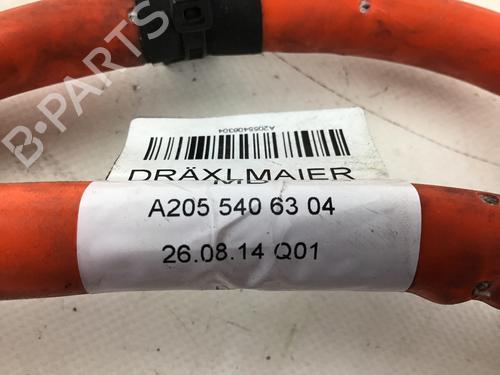 B-PARTS
A2055406304
DRÄXLMAIER
A205 540 63 04
26.08.14 Q01